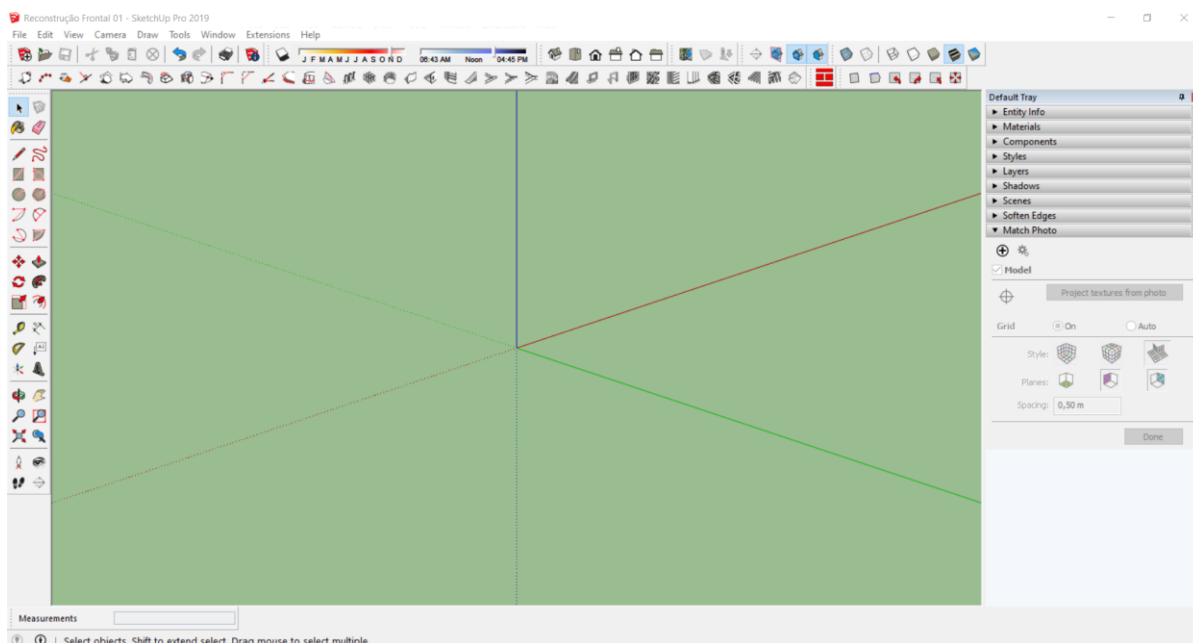 Reconstrução Frontal 01 - SketchUp Pro 2019
File Edit View Camera Draw Tools Window Extensions Help
J F M A M J J A S O N D 06:43 AM Noon 04:45 PM
Default Tray
Entity Info
Materials
Components
Styles
Layers
Shadows
Scenes
Soften Edges
Match Photo
Model
Project textures from photo
Grid On Auto
Style:
Planes:
Spacing: 0,50 m
Done
Measurements
Select objects. Shift to extend select. Drag mouse to select multiple.